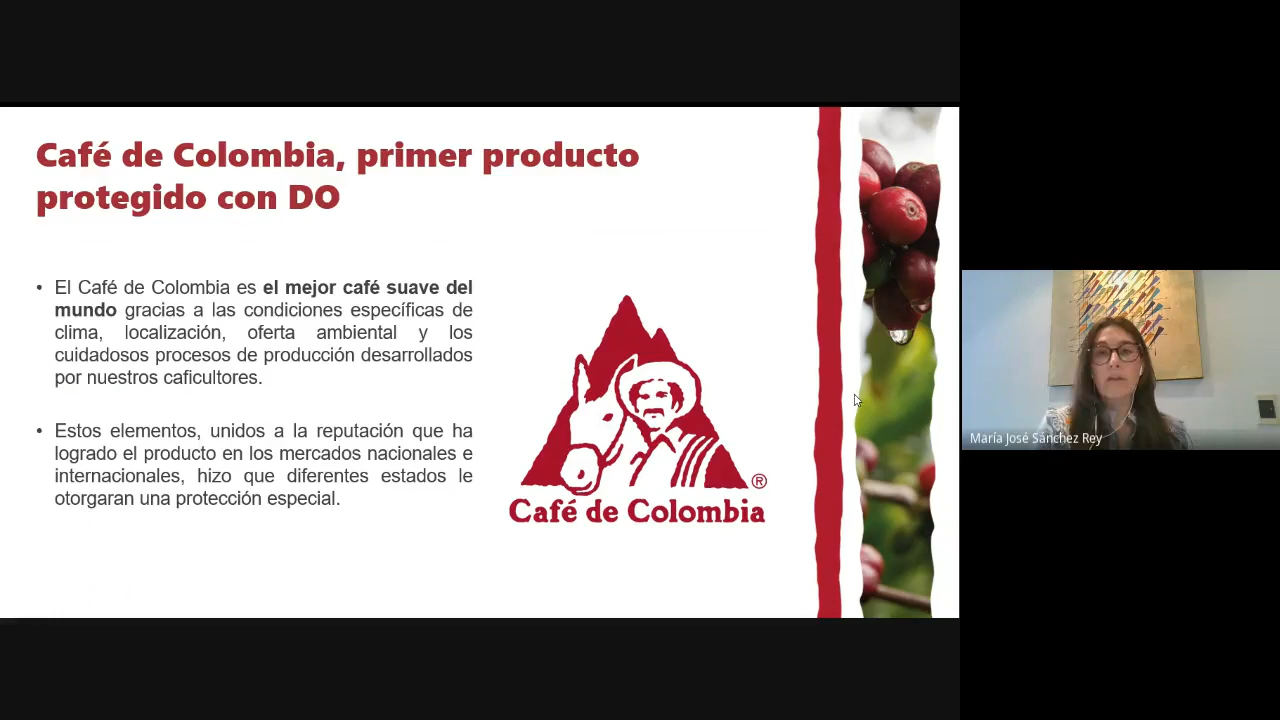 Café de Colombia, primer producto
protegido con DO
• El Café de Colombia es el mejor café suave del
mundo gracias a las condiciones específicas de
clima, localización, oferta ambiental y los
cuidadosos procesos de producción desarrollados
por nuestros caficultores.
• Estos elementos, unidos a la reputación que ha
logrado el producto en los mercados nacionales e
internacionales, hizo que diferentes estados le
otorgaran una protección especial.
®
Café de Colombia
María José Sánchez Rey